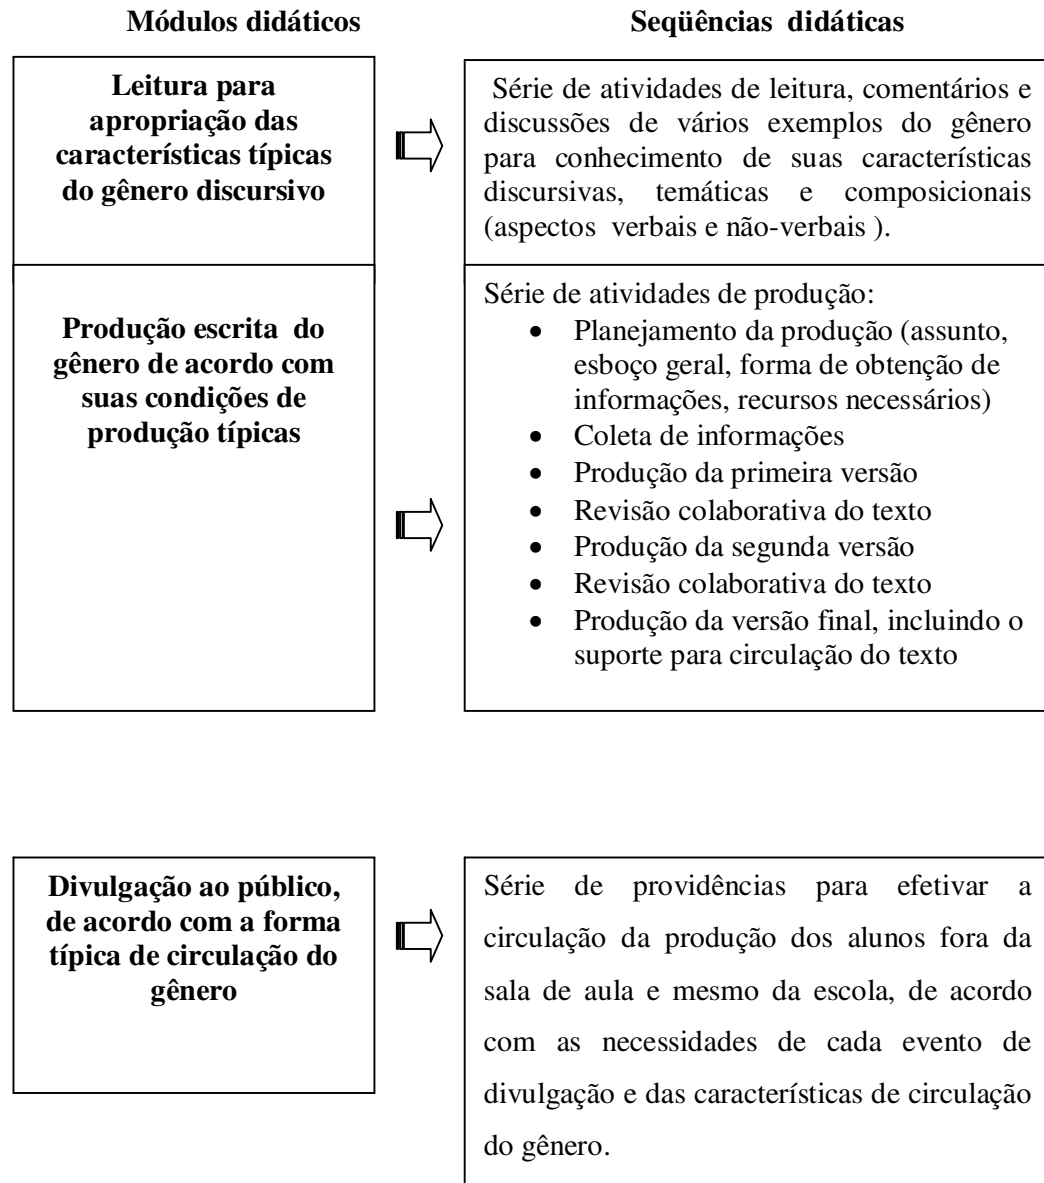 Módulos didáticos
Seqüências didáticas
Leitura para
apropriação das
características típicas
do gênero discursivo
Série de atividades de leitura, comentários e
discussões de vários exemplos do gênero
para conhecimento de suas características
discursivas, temáticas e composicionais
(aspectos verbais e não-verbais ).
Produção escrita do
gênero de acordo com
suas condições de
produção típicas
Série de atividades de produção:
• Planejamento da produção (assunto,
esboço geral, forma de obtenção de
informações, recursos necessários)
• Coleta de informações
• Produção da primeira versão
• Revisão colaborativa do texto
• Produção da segunda versão
• Revisão colaborativa do texto
• Produção da versão final, incluindo o
suporte para circulação do texto
Divulgação ao público,
de acordo com a forma
típica de circulação do
gênero
Série de providências para efetivar a
circulação da produção dos alunos fora da
sala de aula e mesmo da escola, de acordo
com as necessidades de cada evento de
divulgação e das características de circulação
do gênero.